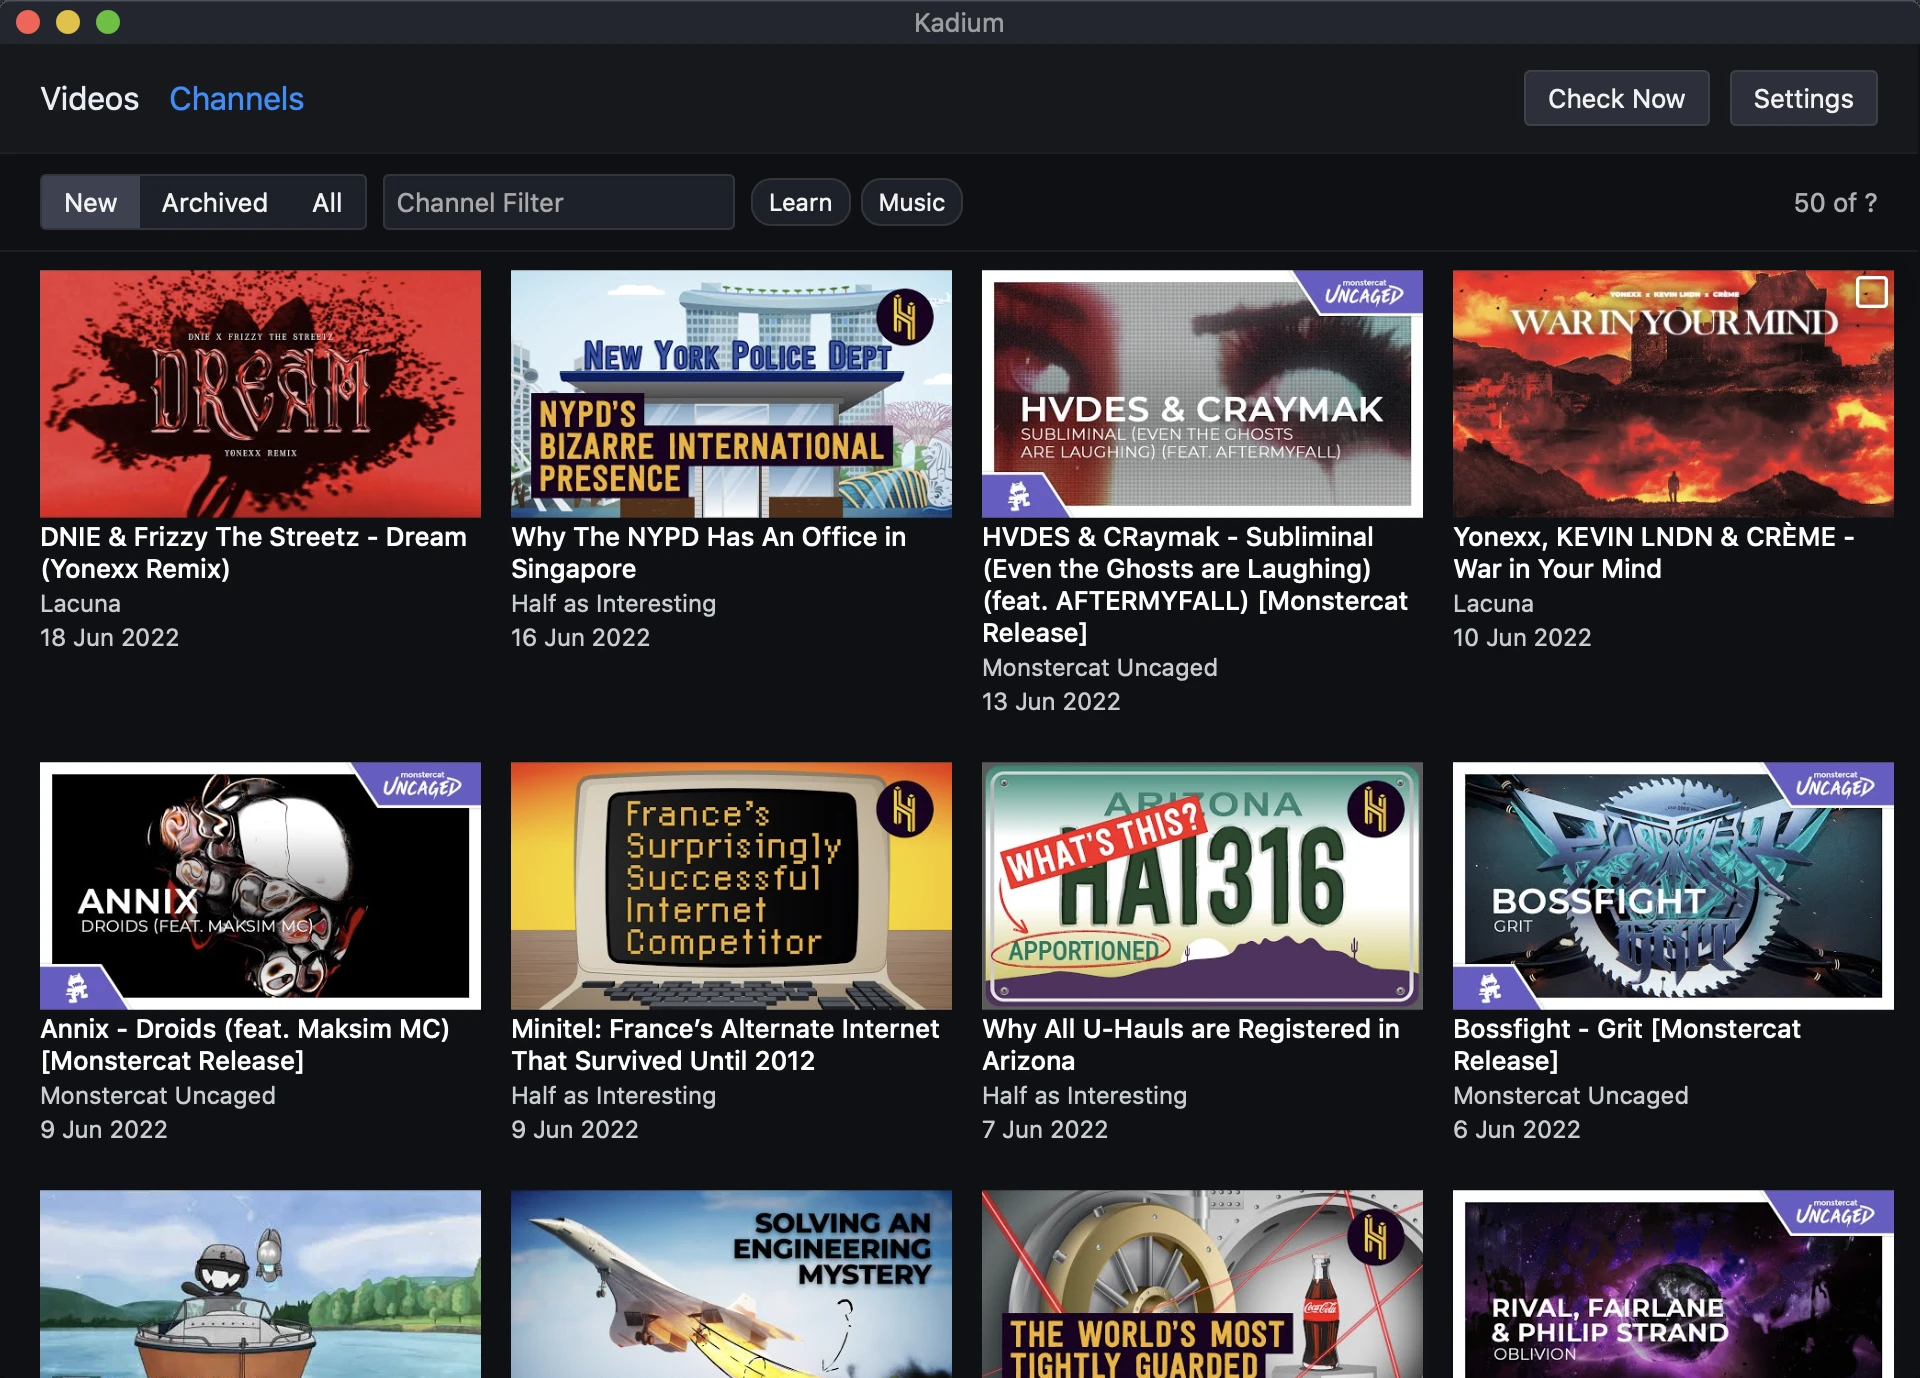 Kadium
Videos Channels
Check Now Settings
New Archived All Channel Filter Learn Music 50 of ?
DNIE X FRIZZY THE STREETZ
DREAM
YONEXX REMIX
DNIE & Frizzy The Streetz - Dream
(Yonexx Remix)
Lacuna
18 Jun 2022
NEW YORK POLICE DEPT
NYPD'S
BIZARRE INTERNATIONAL
PRESENCE
Why The NYPD Has An Office in
Singapore
Half as Interesting
16 Jun 2022
monstercat
UNCAGED
HVDES & CRAYMAK
SUBLIMINAL (EVEN THE GHOSTS
ARE LAUGHING) (FEAT. AFTERMYFALL)
HVDES & CRaymak - Subliminal
(Even the Ghosts are Laughing)
(feat. AFTERMYFALL) [Monstercat
Release]
Monstercat Uncaged
13 Jun 2022
YONEXX x KEVIN LNDN x CRÈME
WAR IN YOUR MIND
Yonexx, KEVIN LNDN & CRÈME -
War in Your Mind
Lacuna
10 Jun 2022
monstercat
UNCAGED
ANNIX
DROIDS (FEAT. MAKSIM MC)
Annix - Droids (feat. Maksim MC)
[Monstercat Release]
Monstercat Uncaged
9 Jun 2022
France's
Surprisingly
Successful
Internet
Competitor
Minitel: France’s Alternate Internet
That Survived Until 2012
Half as Interesting
9 Jun 2022
ARIZONA
WHAT'S THIS?
HAI316
APPORTIONED
Why All U-Hauls are Registered in
Arizona
Half as Interesting
7 Jun 2022
monstercat
UNCAGED
BOSSFIGHT
GRIT
Bossfight - Grit [Monstercat
Release]
Monstercat Uncaged
6 Jun 2022
SOLVING AN
ENGINEERING
MYSTERY
?
Coca-Cola
THE WORLD'S MOST
TIGHTLY GUARDED
monstercat
UNCAGED
RIVAL, FAIRLANE
& PHILIP STRAND
OBLIVION